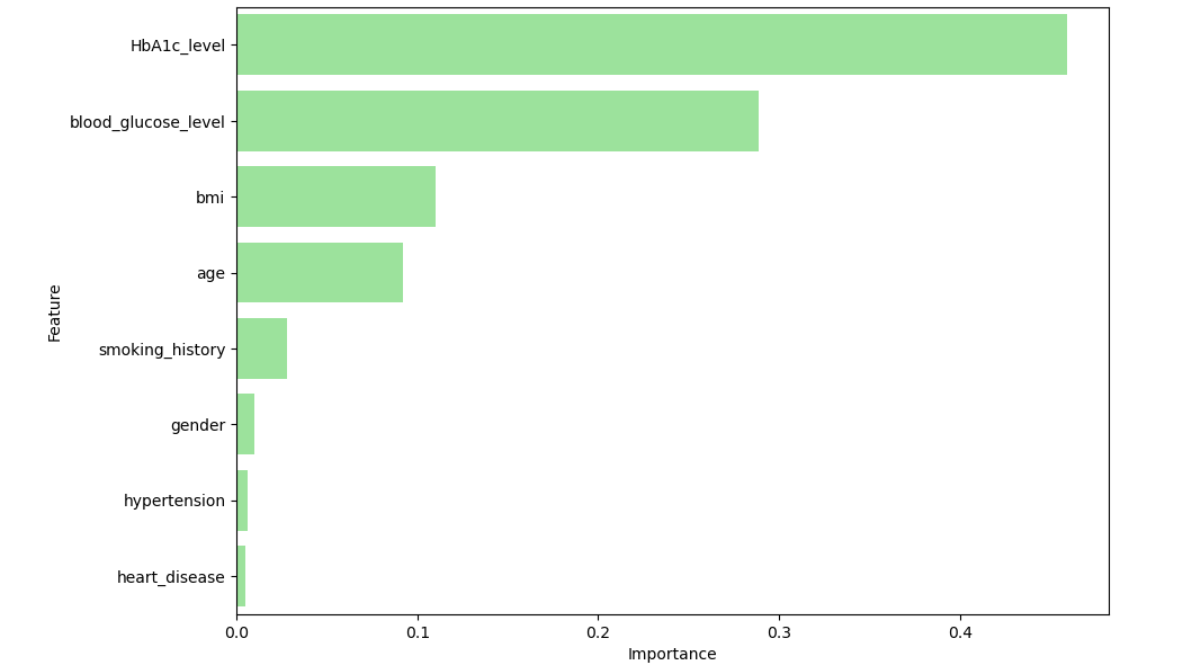 HbA1c_level
blood_glucose_level
bmi
age
smoking_history
gender
hypertension
heart_disease
Feature
0.0 0.1 0.2 0.3 0.4
Importance